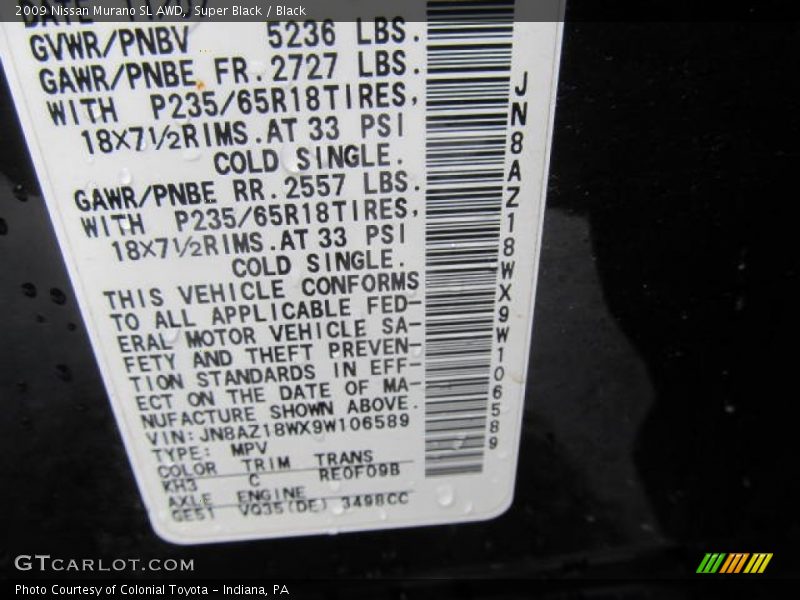 2009 Nissan Murano SL AWD, Super Black / Black
DATE
GVWR/PNBV 5236 LBS.
GAWR/PNBE FR. 2727 LBS.
WITH P235/65R18TIRES,
18X7½RIMS.AT 33 PSI
COLD SINGLE.
GAWR/PNBE RR. 2557 LBS.
WITH P235/65R18TIRES,
18X7½RIMS.AT 33 PSI
COLD SINGLE.
THIS VEHICLE CONFORMS
TO ALL APPLICABLE FED-
ERAL MOTOR VEHICLE SA-
FETY AND THEFT PREVEN-
TION STANDARDS IN EFF-
ECT ON THE DATE OF MA-
NUFACTURE SHOWN ABOVE.
VIN:JN8AZ18WX9W106589
TYPE: MPV
COLOR TRIM TRANS
KH3 C RE0F09B
AXLE ENGINE
GE51 VQ35(DE) 3498CC
JN8AZ18WX9W106589
GTCARLOT.COM
Photo Courtesy of Colonial Toyota - Indiana, PA